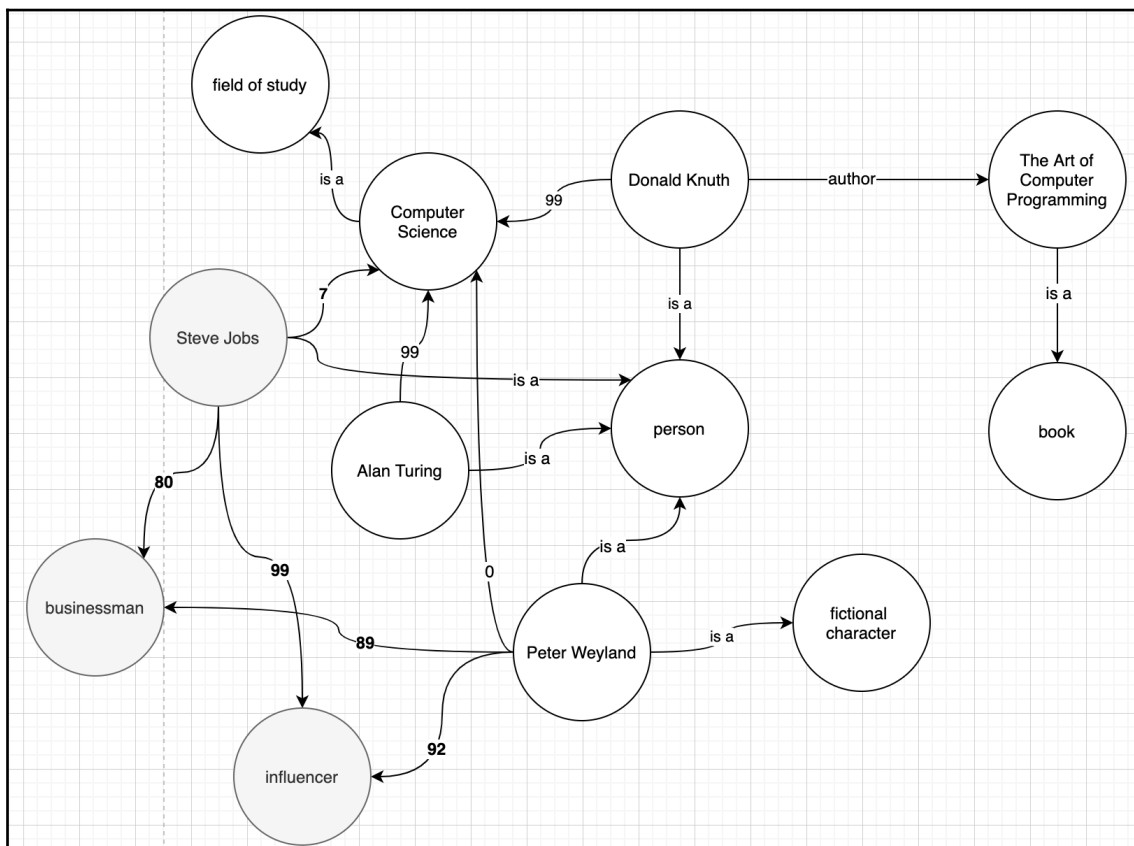 field of study
is a
Computer
Science
99
Donald Knuth
author
The Art of
Computer
Programming
is a
is a
7
Steve Jobs
99
is a
person
book
Alan Turing
is a
80
99
is a
0
businessman
fictional
character
89
Peter Weyland
is a
92
influencer